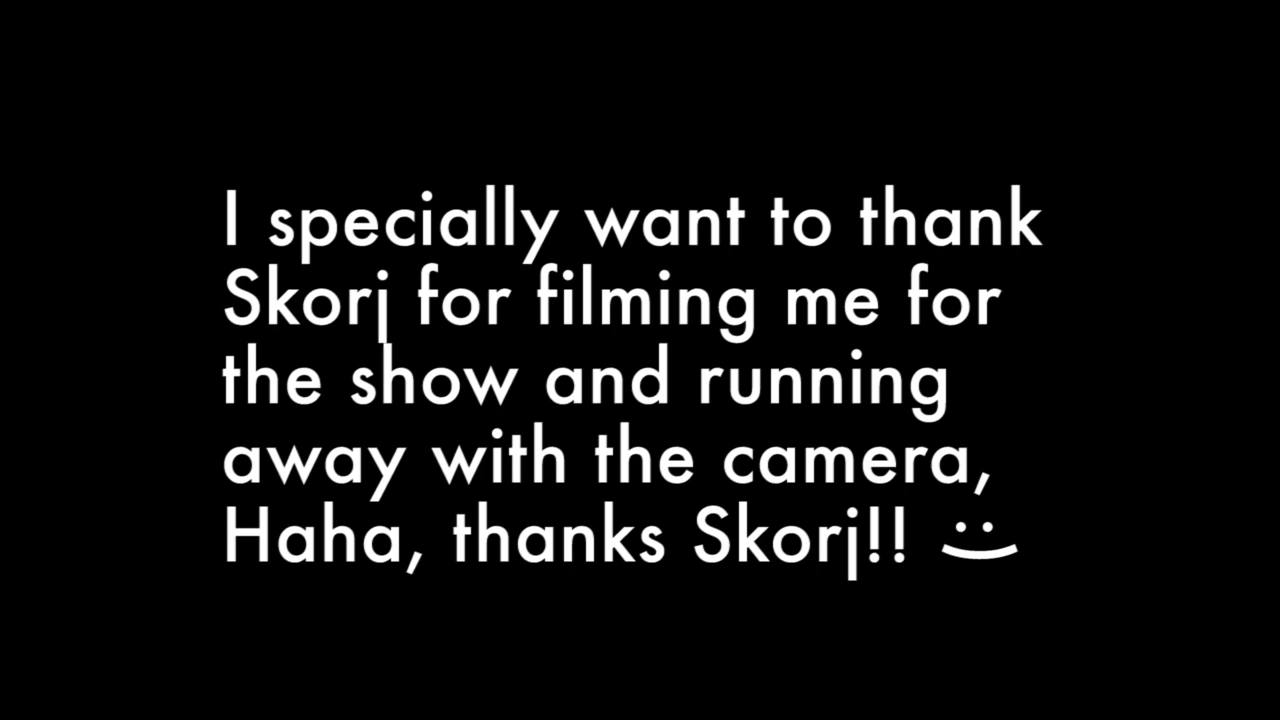 I specially want to thank
Skorj for filming me for
the show and running
away with the camera,
Haha, thanks Skorj!! :)